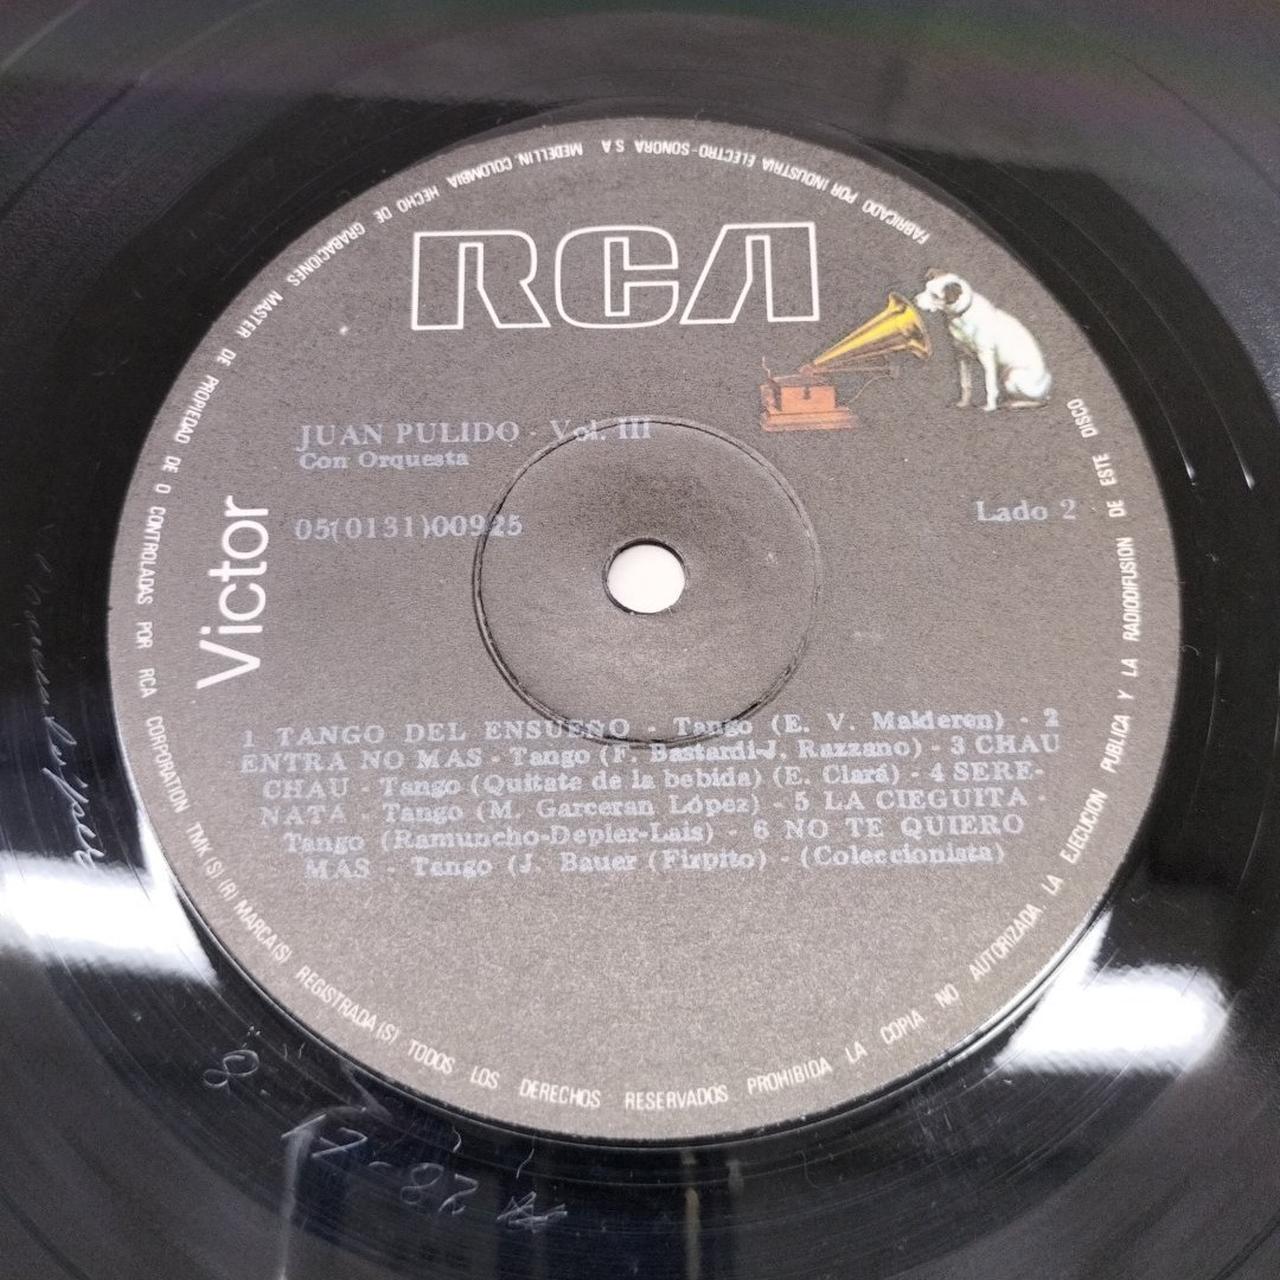 FABRICADO POR INDUSTRIA ELECTRO-SONORA S A MEDELLIN, COLOMBIA HECHO DE GRABACIONES MASTER DE PROPIEDAD DE O CONTROLADAS POR RCA CORPORATION TMK (S) (R) MARCA(S) REGISTRADA(S) TODOS LOS DERECHOS RESERVADOS PROHIBIDA LA COPIA NO AUTORIZADA. LA EJECUCION PUBLICA Y LA RADIODIFUSION DE ESTE DISCO
RCA
JUAN PULIDO - Vol. III
Con Orquesta
05(0131)00925
Lado 2
Victor
1 TANGO DEL ENSUEÑO - Tango (E. V. Malderen) - 2
ENTRA NO MAS - Tango (F. Bastardi-J. Razzano) - 3 CHAU
CHAU - Tango (Quitate de la bebida) (E. Clará) - 4 SERE-
NATA - Tango (M. Garceran López) - 5 LA CIEGUITA -
Tango (Ramuncho-Depler-Lais) - 6 NO TE QUIERO
MAS - Tango (J. Bauer (Firpito) - (Coleccionista)
17-82